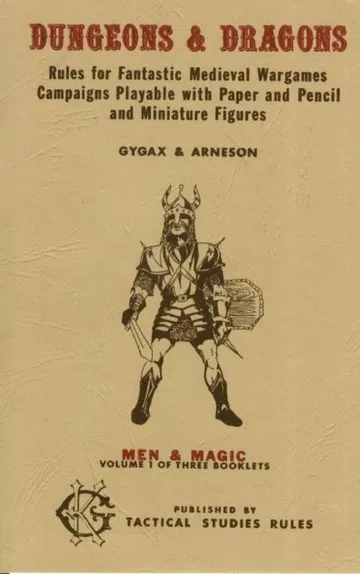 DUNGEONS & DRAGONS
Rules for Fantastic Medieval Wargames
Campaigns Playable with Paper and Pencil
and Miniature Figures
GYGAX & ARNESON
MEN & MAGIC
VOLUME 1 OF THREE BOOKLETS
GK
PUBLISHED BY
TACTICAL STUDIES RULES